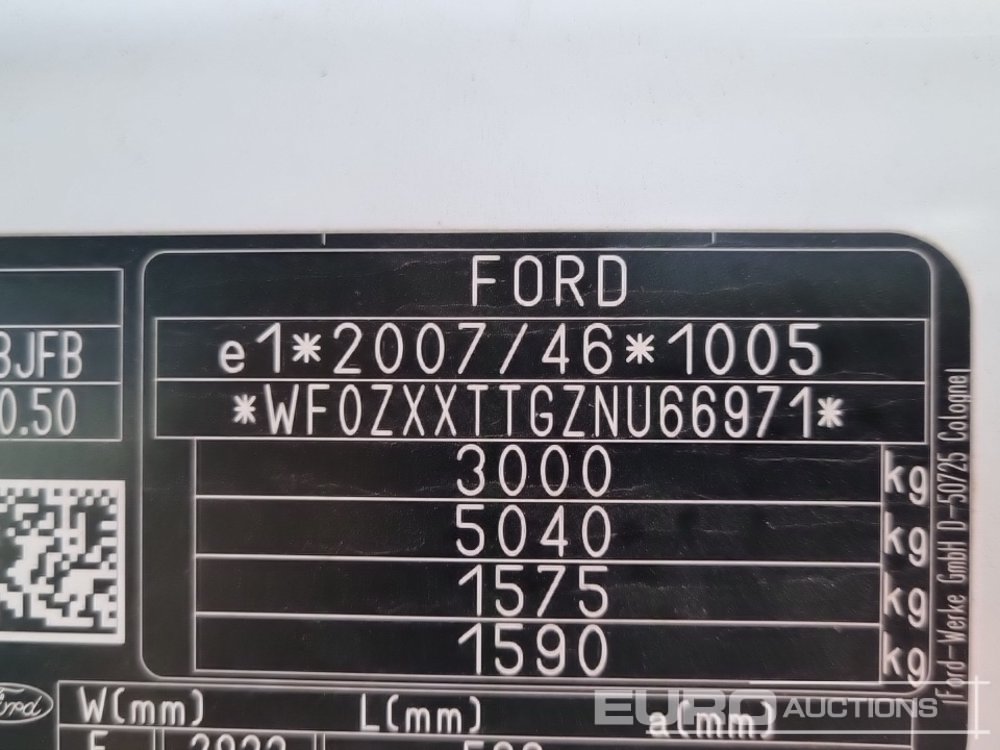 FORD
e1*2007/46*1005
*WF0ZXXTTGZNU66971*
3000 kg
5040 kg
1575 kg
1590 kg
3JFB
0.50
Ford-Werke GmbH D-50725 Cologne
Ford
W(mm) L(mm) a(mm)
EURO AUCTIONS